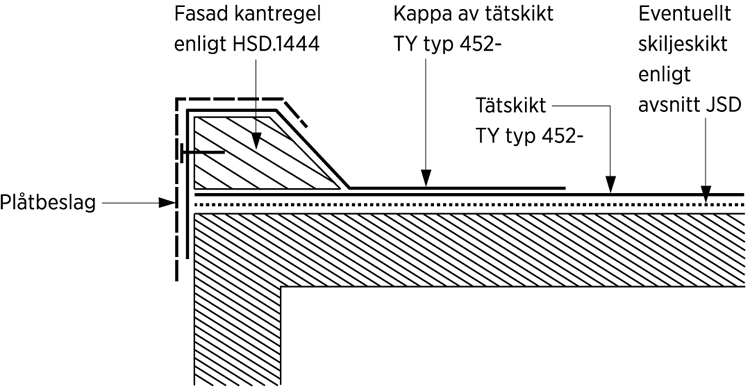 Fasad kantregel
enligt HSD.1444
Kappa av tätskikt
TY typ 452-
Eventuellt
skiljeskikt
enligt
avsnitt JSD
Tätskikt
TY typ 452-
Plåtbeslag